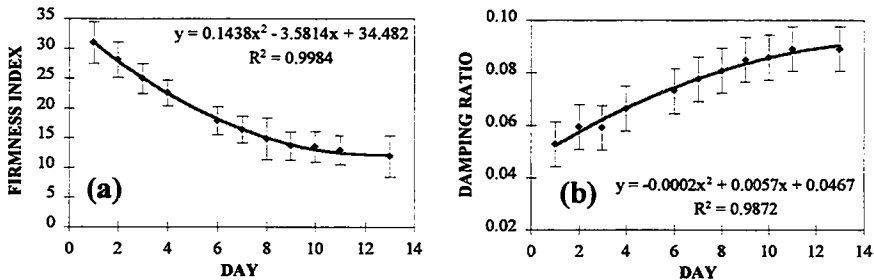 y = 0.1438x² - 3.5814x + 34.482
R² = 0.9984
FIRMNESS INDEX
35
30
25
20
15
10
5
0
(a)
0 2 4 6 8 10 12 14
DAY
DAMPING RATIO
0.10
0.08
0.06
0.04
0.02
(b)
y = -0.0002x² + 0.0057x + 0.0467
R² = 0.9872
0 2 4 6 8 10 12 14
DAY